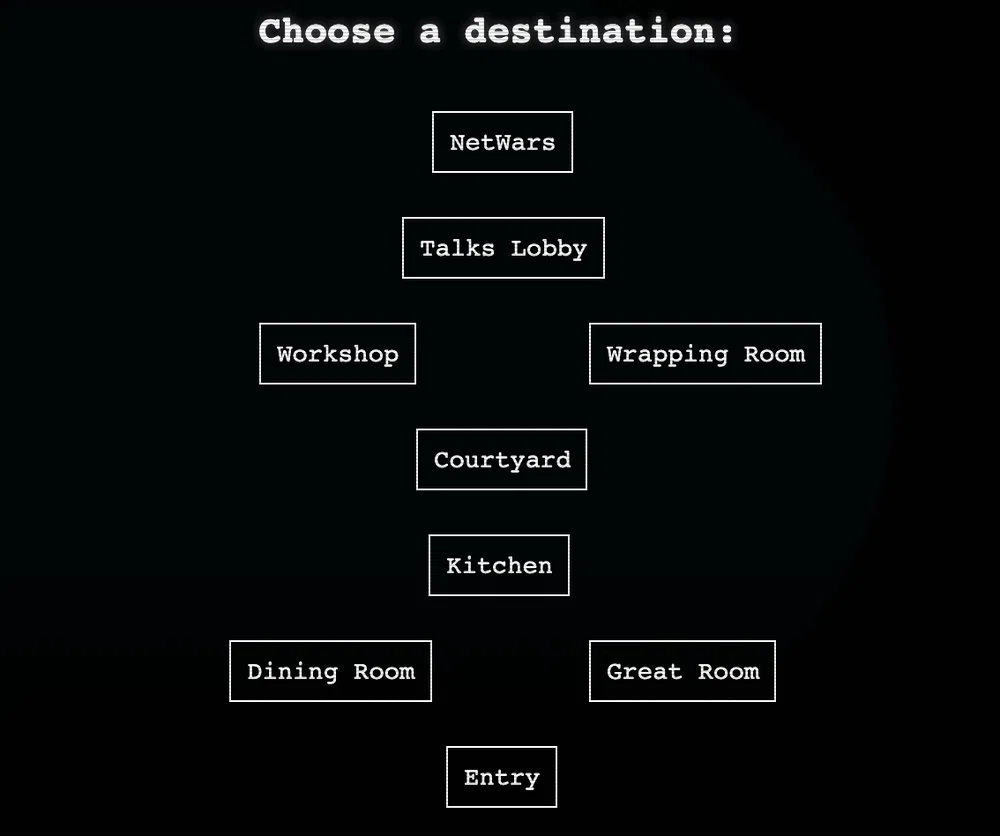 Choose a destination:
NetWars
Talks Lobby
Workshop Wrapping Room
Courtyard
Kitchen
Dining Room Great Room
Entry